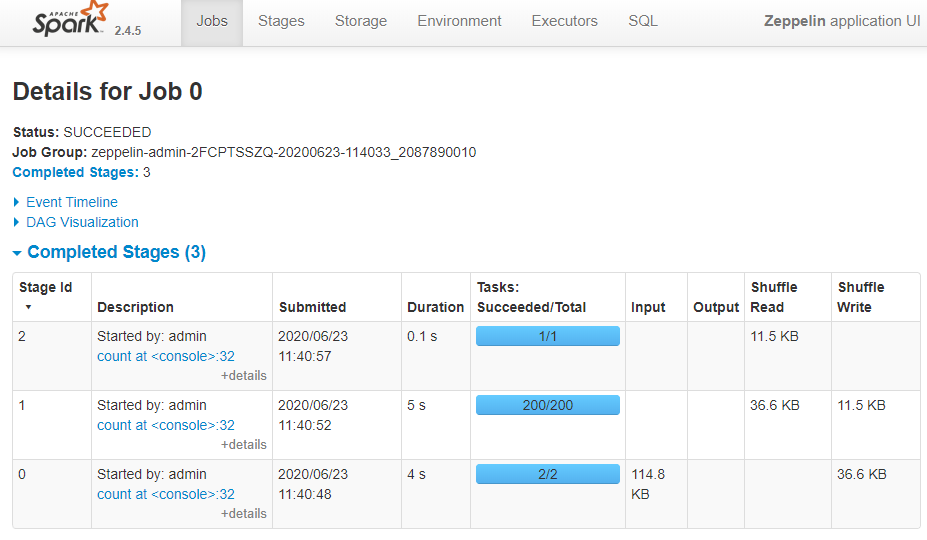 APACHE
Spark 2.4.5 Jobs Stages Storage Environment Executors SQL Zeppelin application UI
Details for Job 0
Status: SUCCEEDED
Job Group: zeppelin-admin-2FCPTSSZQ-20200623-114033_2087890010
Completed Stages: 3
Event Timeline
DAG Visualization
Completed Stages (3)
Stage Id Description Submitted Duration Tasks: Succeeded/Total Input Output Shuffle Read Shuffle Write
2 Started by: admin 2020/06/23 0.1 s 1/1 11.5 KB
count at <console>:32 11:40:57
+details
1 Started by: admin 2020/06/23 5 s 200/200 36.6 KB 11.5 KB
count at <console>:32 11:40:52
+details
0 Started by: admin 2020/06/23 4 s 2/2 114.8 36.6 KB
count at <console>:32 11:40:48 KB
+details